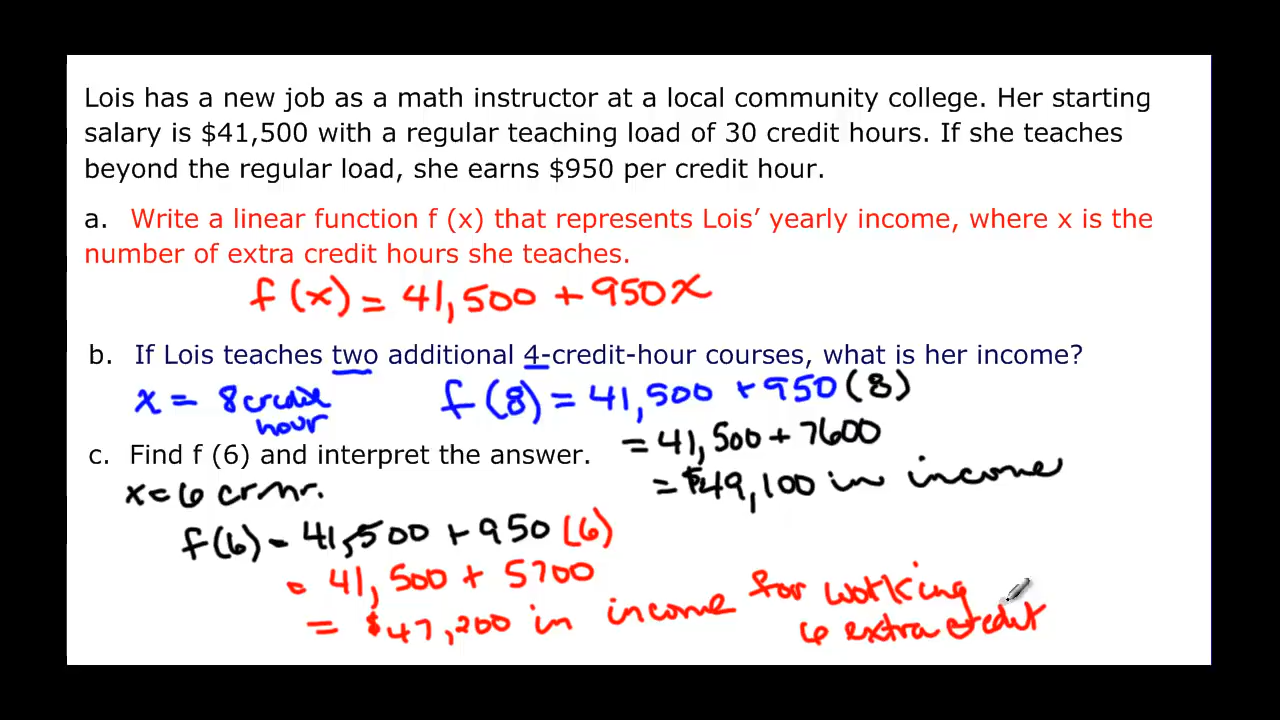 Lois has a new job as a math instructor at a local community college. Her starting
salary is $41,500 with a regular teaching load of 30 credit hours. If she teaches
beyond the regular load, she earns $950 per credit hour.
a. Write a linear function f (x) that represents Lois’ yearly income, where x is the
number of extra credit hours she teaches.
f(x) = 41,500 + 950x
b. If Lois teaches two additional 4-credit-hour courses, what is her income?
x = 8 credit
hour
f(8) = 41,500 + 950(8)
= 41,500 + 7600
= $49,100 in income
c. Find f (6) and interpret the answer.
x = 6 cr hr.
f(6) = 41,500 + 950(6)
= 41,500 + 5700
= $47,200 in income for working
6 extra credit